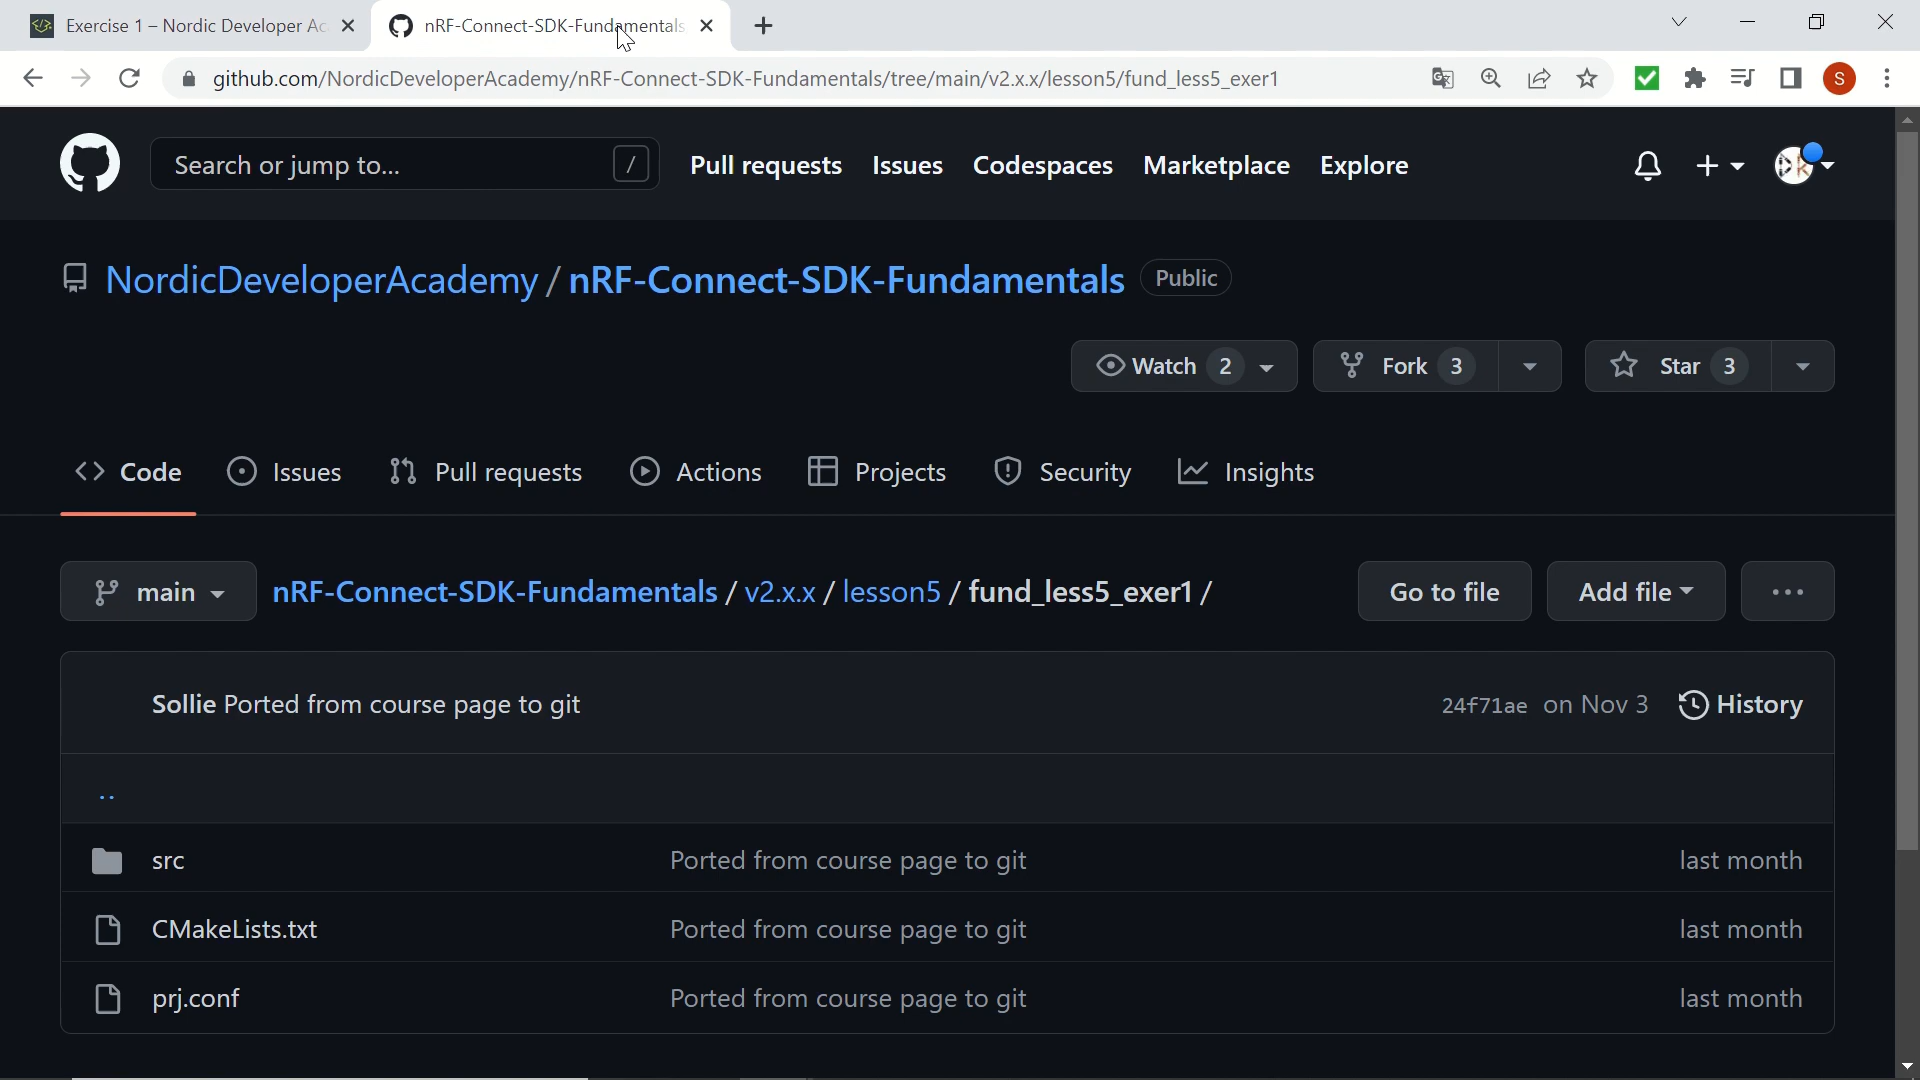 Exercise 1 – Nordic Developer Ac
nRF-Connect-SDK-Fundamentals
github.com/NordicDeveloperAcademy/nRF-Connect-SDK-Fundamentals/tree/main/v2.x.x/lesson5/fund_less5_exer1
S
Search or jump to... /
Pull requests Issues Codespaces Marketplace Explore
NordicDeveloperAcademy / nRF-Connect-SDK-Fundamentals Public
Watch 2 Fork 3 Star 3
Code Issues Pull requests Actions Projects Security Insights
main nRF-Connect-SDK-Fundamentals / v2.x.x / lesson5 / fund_less5_exer1 / Go to file Add file ...
Sollie Ported from course page to git 24f71ae on Nov 3 History
..
src Ported from course page to git last month
CMakeLists.txt Ported from course page to git last month
prj.conf Ported from course page to git last month